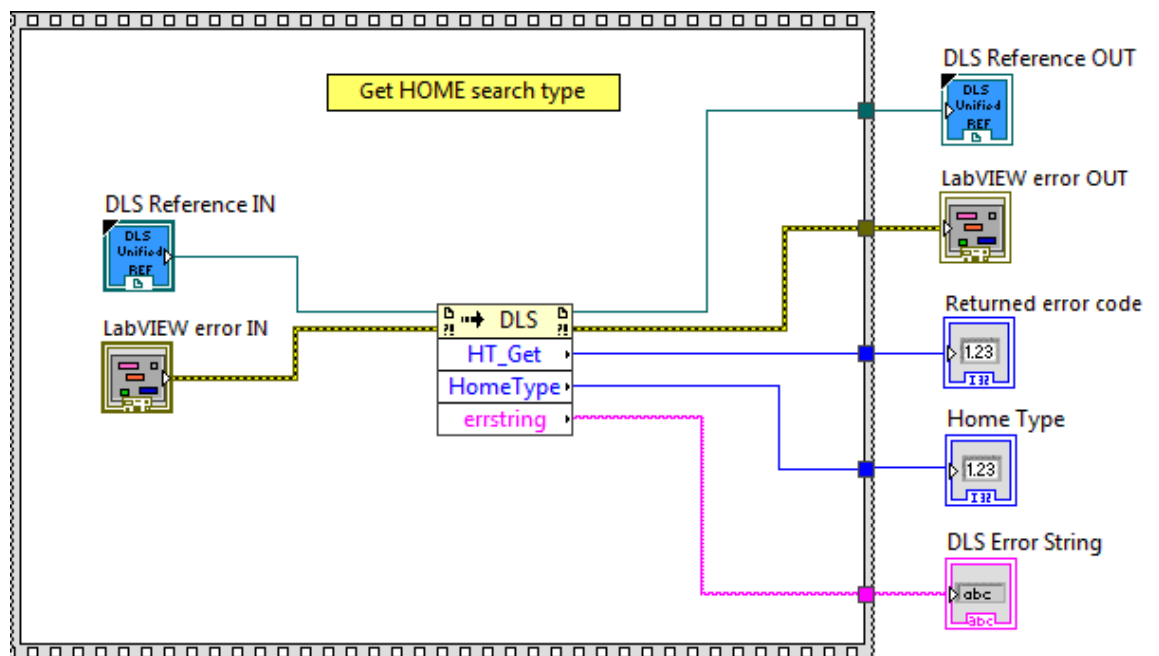 Get HOME search type
DLS Reference IN
DLS
Unified
REF
LabVIEW error IN
DLS
HT_Get
HomeType
errstring
DLS Reference OUT
DLS
Unified
REF
LabVIEW error OUT
Returned error code
1.23
I32
Home Type
1.23
I32
DLS Error String
abc
abc